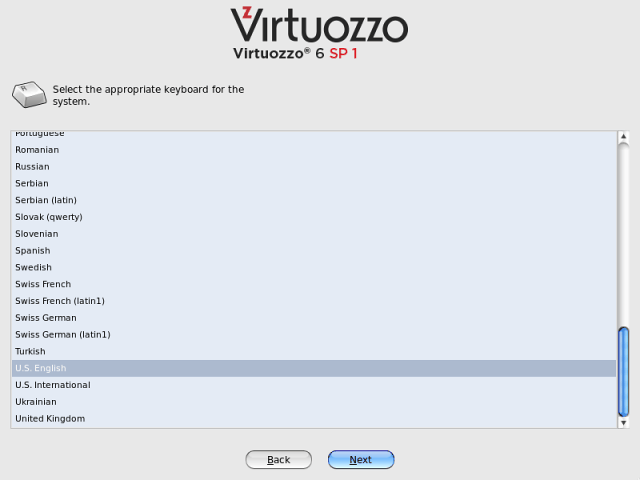 Virtuozzo
Virtuozzo® 6 SP 1
Select the appropriate keyboard for the
system.
Portuguese
Romanian
Russian
Serbian
Serbian (latin)
Slovak (qwerty)
Slovenian
Spanish
Swedish
Swiss French
Swiss French (latin1)
Swiss German
Swiss German (latin1)
Turkish
U.S. English
U.S. International
Ukrainian
United Kingdom
Back Next